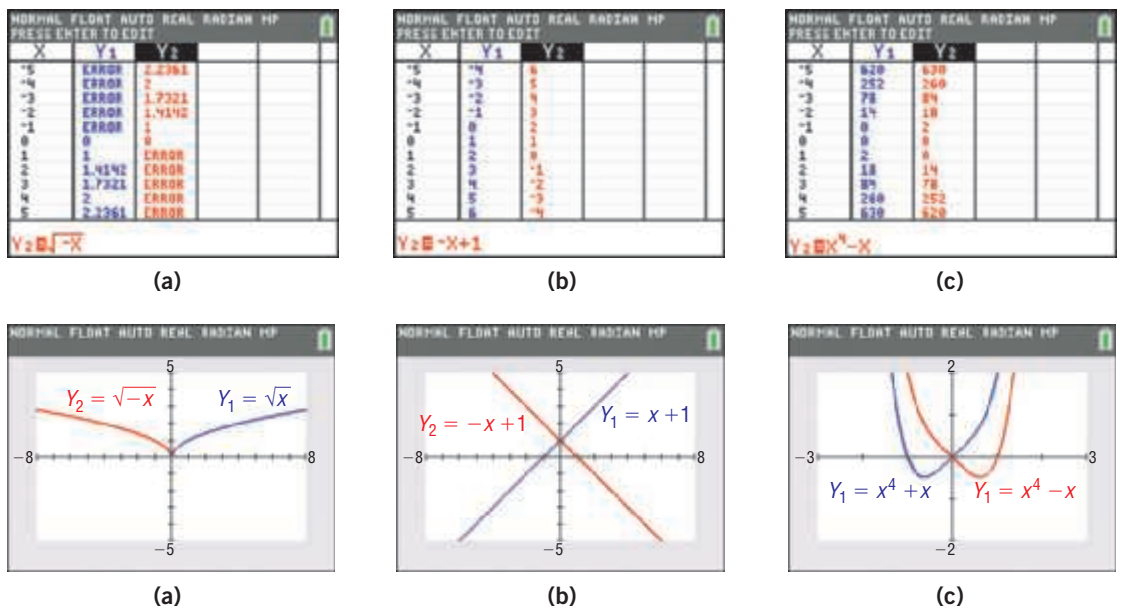 NORMAL FLOAT AUTO REAL RADIAN MP
PRESS ENTER TO EDIT
X Y₁ Y₂
-5 ERROR 2.2361
-4 ERROR 2
-3 ERROR 1.7321
-2 ERROR 1.4142
-1 ERROR 1
0 0 0
1 1 ERROR
2 1.4142 ERROR
3 1.7321 ERROR
4 2 ERROR
5 2.2361 ERROR
Y₂=√-X
(a)
NORMAL FLOAT AUTO REAL RADIAN MP
PRESS ENTER TO EDIT
X Y₁ Y₂
-5 -4 6
-4 -3 5
-3 -2 4
-2 -1 3
-1 0 2
0 1 1
1 2 0
2 3 -1
3 4 -2
4 5 -3
5 6 -4
Y₂=-X+1
(b)
NORMAL FLOAT AUTO REAL RADIAN MP
PRESS ENTER TO EDIT
X Y₁ Y₂
-5 620 630
-4 252 260
-3 78 84
-2 14 18
-1 0 2
0 0 0
1 2 0
2 18 14
3 84 78
4 260 252
5 630 620
Y₂=X⁴-X
(c)
NORMAL FLOAT AUTO REAL RADIAN MP
5
Y₂ = √−x Y₁ = √x
−8 8
−5
(a)
NORMAL FLOAT AUTO REAL RADIAN MP
5
Y₂ = −x +1 Y₁ = x +1
−8 8
−5
(b)
NORMAL FLOAT AUTO REAL RADIAN MP
2
−3 3
Y₁ = x⁴ + x Y₁ = x⁴ − x
−2
(c)